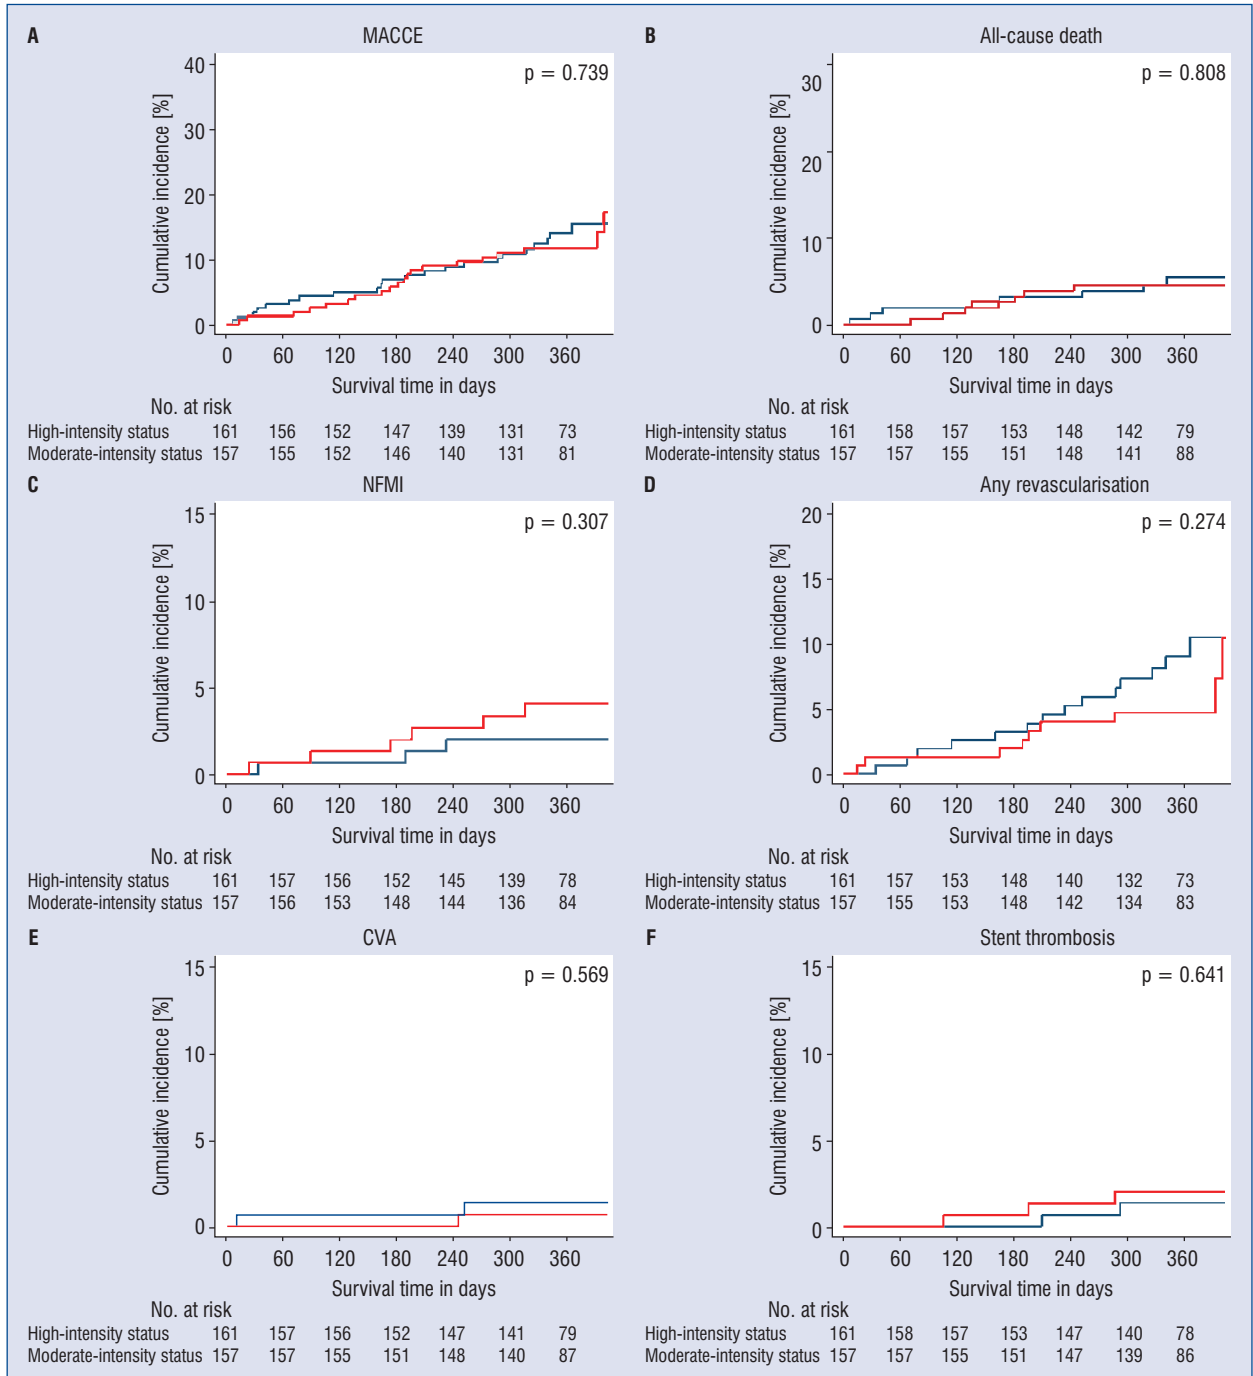 A MACCE
p = 0.739
Cumulative incidence [%]
40
30
20
10
0
0 60 120 180 240 300 360
Survival time in days
No. at risk
High-intensity status 161 156 152 147 139 131 73
Moderate-intensity status 157 155 152 146 140 131 81
B All-cause death
p = 0.808
Cumulative incidence [%]
30
20
10
0
0 60 120 180 240 300 360
Survival time in days
No. at risk
High-intensity status 161 158 157 153 148 142 79
Moderate-intensity status 157 157 155 151 148 141 88
C NFMI
p = 0.307
Cumulative incidence [%]
15
10
5
0
0 60 120 180 240 300 360
Survival time in days
No. at risk
High-intensity status 161 157 156 152 145 139 78
Moderate-intensity status 157 156 153 148 144 136 84
D Any revascularisation
p = 0.274
Cumulative incidence [%]
20
15
10
5
0
0 60 120 180 240 300 360
Survival time in days
No. at risk
High-intensity status 161 157 153 148 140 132 73
Moderate-intensity status 157 155 153 148 142 134 83
E CVA
p = 0.569
Cumulative incidence [%]
15
10
5
0
0 60 120 180 240 300 360
Survival time in days
No. at risk
High-intensity status 161 157 156 152 147 141 79
Moderate-intensity status 157 157 155 151 148 140 87
F Stent thrombosis
p = 0.641
Cumulative incidence [%]
15
10
5
0
0 60 120 180 240 300 360
Survival time in days
No. at risk
High-intensity status 161 158 157 153 147 140 78
Moderate-intensity status 157 157 155 151 147 139 86